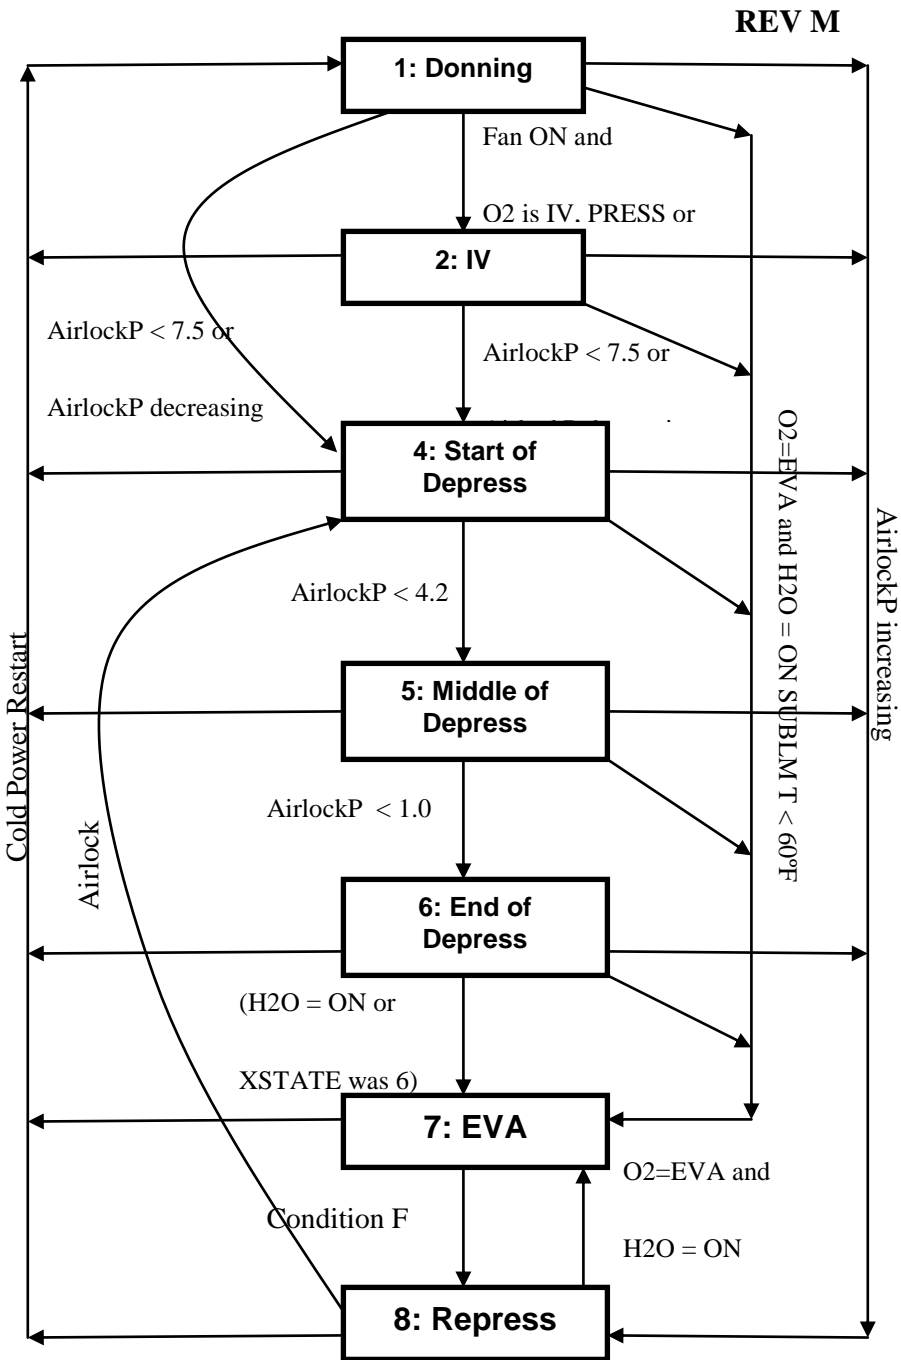 REV M
1: Donning
Fan ON and
O2 is IV, PRESS or
2: IV
AirlockP < 7.5 or
AirlockP decreasing
AirlockP < 7.5 or
4: Start of
Depress
AirlockP < 4.2
5: Middle of
Depress
AirlockP  < 1.0
6: End of
Depress
(H2O = ON or
XSTATE was 6)
7: EVA
O2=EVA and
H2O = ON
Condition F
8: Repress
Cold Power Restart
Airlock
O2=EVA and H2O = ON SUBLM T < 60ºF
AirlockP increasing